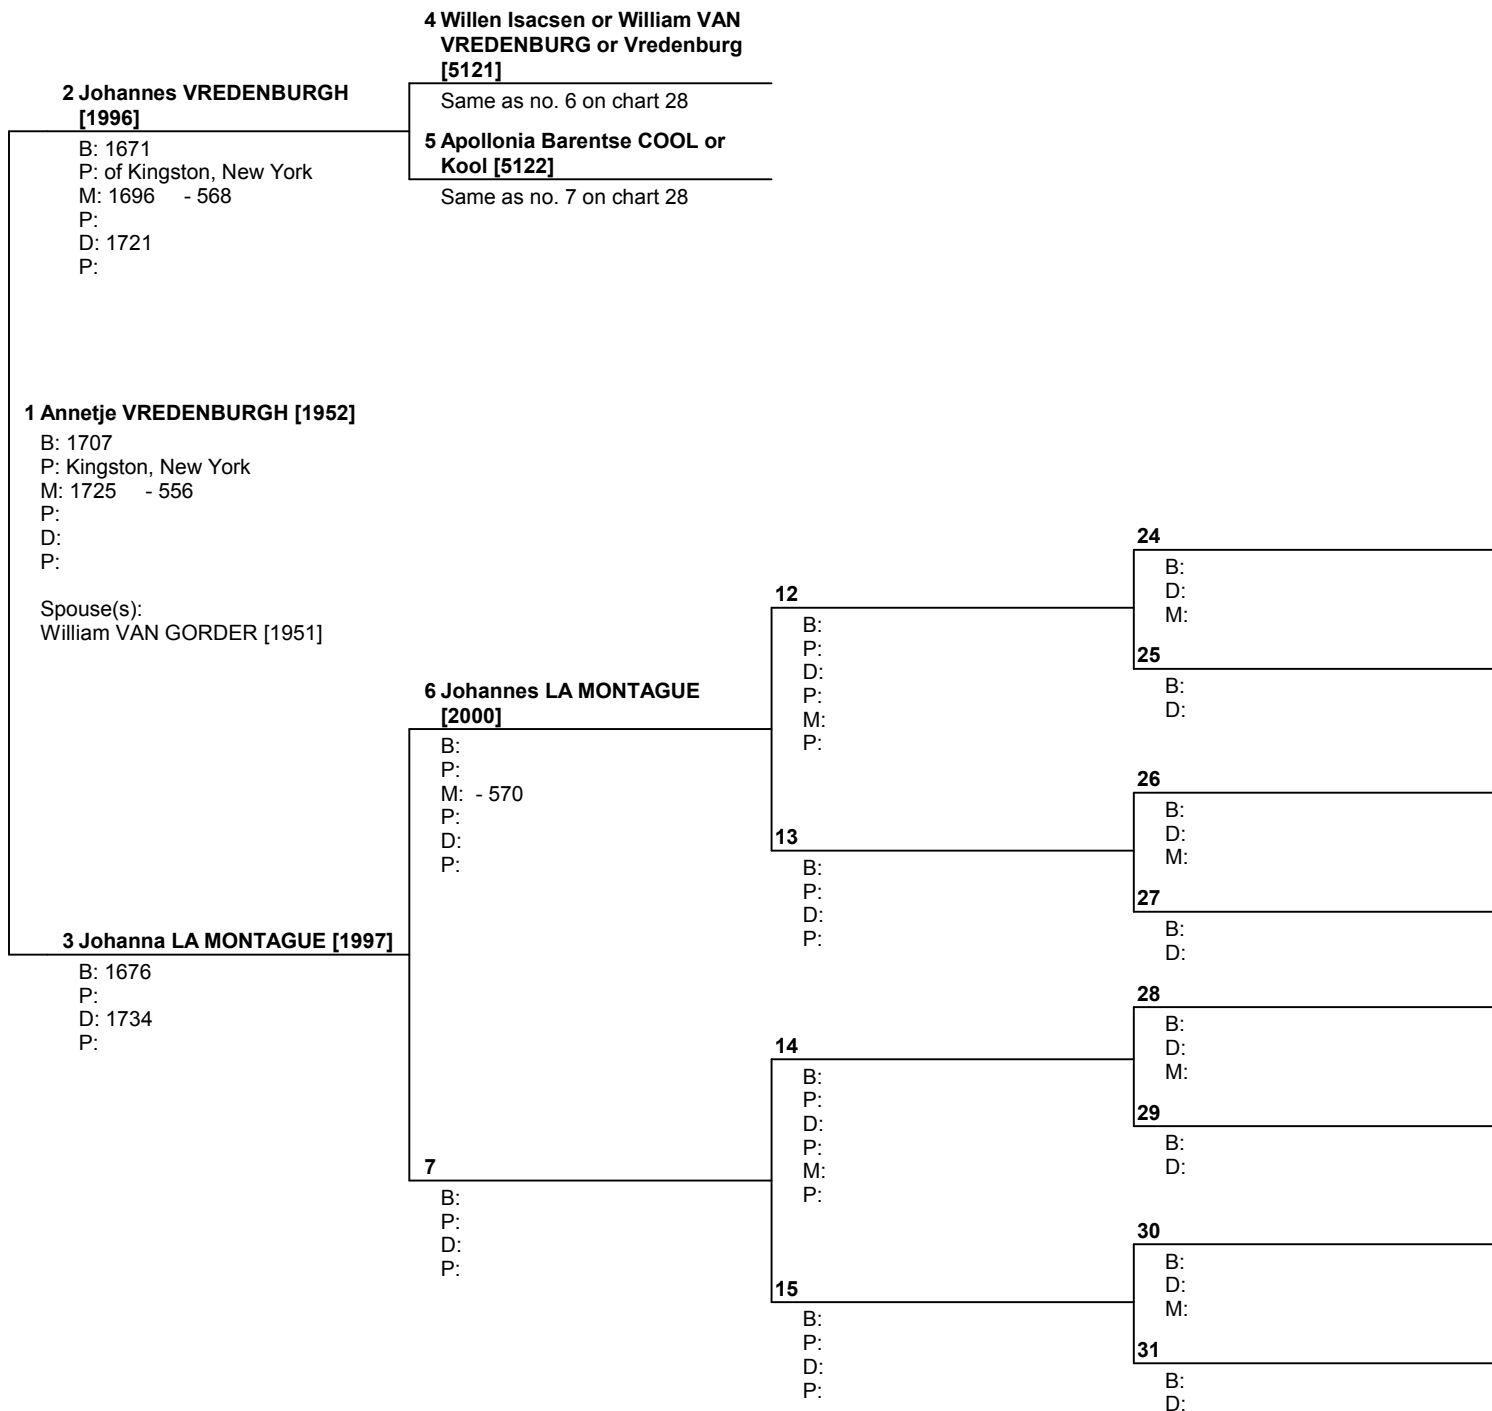 4 Willen Isacsen or William VAN
VREDENBURG or Vredenburg
[5121]
Same as no. 6 on chart 28
2 Johannes VREDENBURGH
[1996]
B: 1671
P: of Kingston, New York
M: 1696 - 568
P:
D: 1721
P:
5 Apollonia Barentse COOL or
Kool [5122]
Same as no. 7 on chart 28
1 Annetje VREDENBURGH [1952]
B: 1707
P: Kingston, New York
M: 1725 - 556
P:
D:
P:
Spouse(s):
William VAN GORDER [1951]
24
B:
D:
M:
12
B:
P:
D:
P:
M:
P:
25
B:
D:
6 Johannes LA MONTAGUE
[2000]
B:
P:
M: - 570
P:
D:
P:
26
B:
D:
M:
13
B:
P:
D:
P:
27
B:
D:
3 Johanna LA MONTAGUE [1997]
B: 1676
P:
D: 1734
P:
28
B:
D:
M:
14
B:
P:
D:
P:
M:
P:
29
B:
D:
7
B:
P:
D:
P:
30
B:
D:
M:
15
B:
P:
D:
P:
31
B:
D: